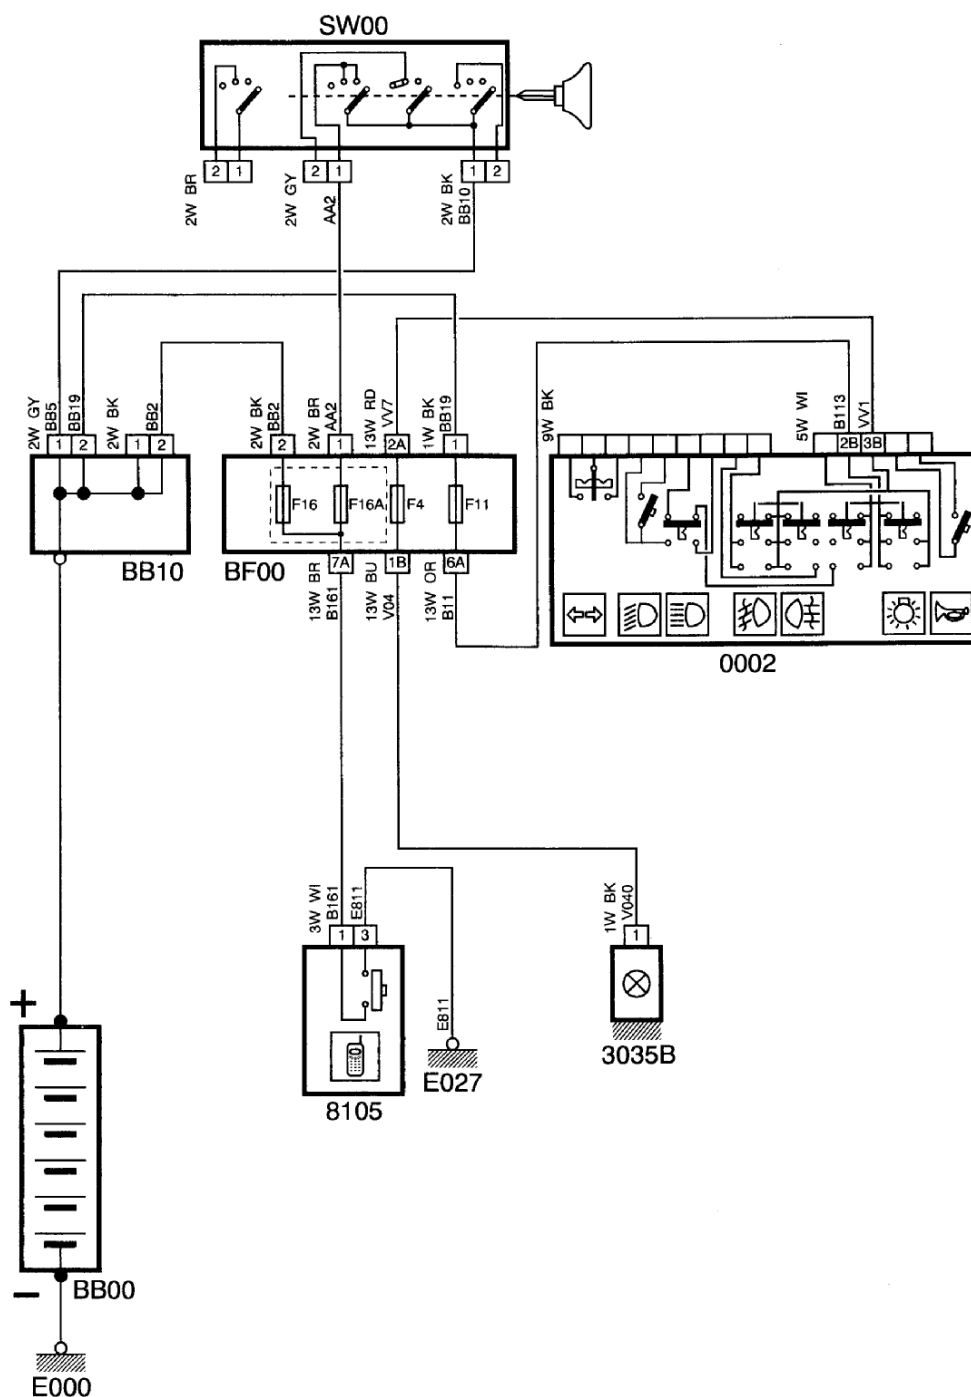 SW00
2 1
2 1
1 2
2W BR
2W GY
AA2
2W BK
BB10
2W GY
BB5
BB19
2W BK
BB2
2W BK
BB2
2W BR
AA2
13W RD
VV7
1W BK
BB19
9W BK
5W WI
B113
VV1
1 2
1 2
2
1
2A
1
2B 3B
F16
F16A
F4
F11
BB10
BF00
7A
1B
6A
13W BR
B161
13W BU
V04
13W OR
B11
0002
3W WI
B161
E811
1W BK
V040
1 3
1
E811
3035B
E027
8105
+
BB00
−
E000